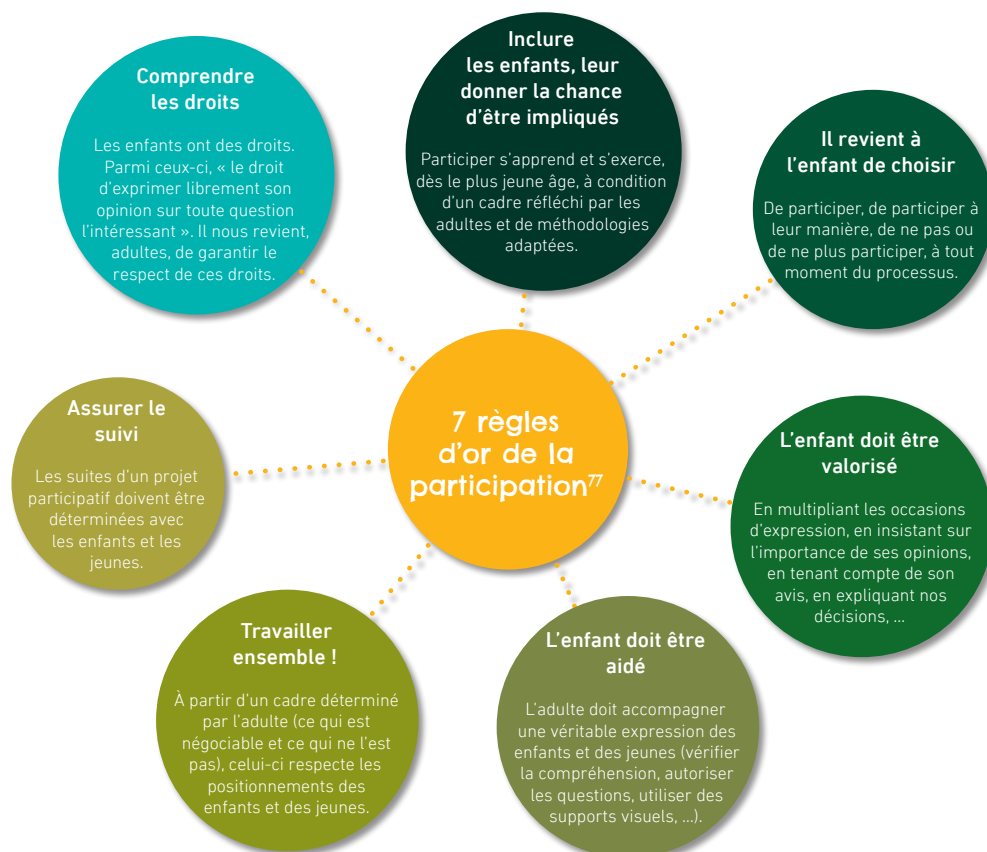 Comprendre
les droits
Les enfants ont des droits.
Parmi ceux-ci, « le droit
d'exprimer librement son
opinion sur toute question
l'intéressant ». Il nous revient,
adultes, de garantir le
respect de ces droits.
Inclure
les enfants, leur
donner la chance
d'être impliqués
Participer s'apprend et s'exerce,
dès le plus jeune âge, à condition
d'un cadre réfléchi par les
adultes et de méthodologies
adaptées.
Il revient à
l'enfant de choisir
De participer, de participer à
leur manière, de ne pas ou
de ne plus participer, à tout
moment du processus.
7 règles
d'or de la
participation77
Assurer le
suivi
Les suites d'un projet
participatif doivent être
déterminées avec
les enfants et les
jeunes.
L'enfant doit être
valorisé
En multipliant les occasions
d'expression, en insistant sur
l'importance de ses opinions,
en tenant compte de son
avis, en expliquant nos
décisions, ...
Travailler
ensemble !
À partir d'un cadre déterminé
par l'adulte (ce qui est
négociable et ce qui ne l'est
pas), celui-ci respecte les
positionnements des
enfants et des jeunes.
L'enfant doit être
aidé
L'adulte doit accompagner
une véritable expression des
enfants et des jeunes (vérifier
la compréhension, autoriser
les questions, utiliser des
supports visuels, ...).